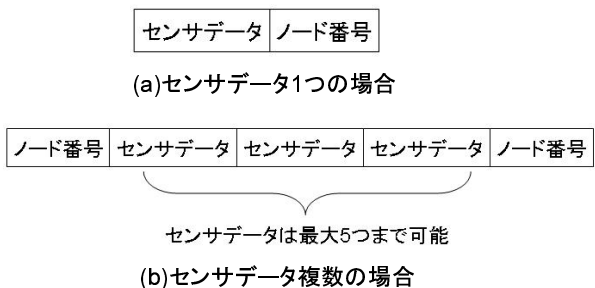 センサデータ ノード番号
(a)センサデータ1つの場合
ノード番号 センサデータ センサデータ センサデータ ノード番号
センサデータは最大5つまで可能
(b)センサデータ複数の場合